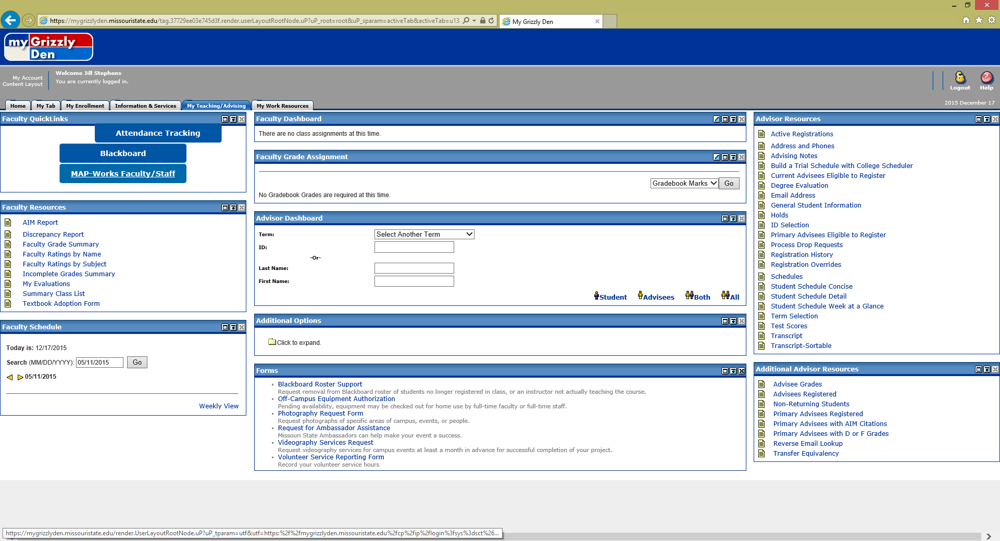 https://mygrizzlyden.missouristate.edu/tag.37729ee03e745d3f.render.userLayoutRootNode.uP?uP_root=root&uP_sparam=activeTab&activeTab=u13
My Grizzly Den
my Grizzly
Den
My Account
Content Layout
Welcome Jill Stephens
You are currently logged in.
Logout
Help
Home
My Tab
My Enrollment
Information & Services
My Teaching/Advising
My Work Resources
2015 December 17
Faculty QuickLinks
Attendance Tracking
Blackboard
MAP-Works Faculty/Staff
Faculty Resources
AIM Report
Discrepancy Report
Faculty Grade Summary
Faculty Ratings by Name
Faculty Ratings by Subject
Incomplete Grades Summary
My Evaluations
Summary Class List
Textbook Adoption Form
Faculty Schedule
Today is: 12/17/2015
Search (MM/DD/YYYY): 05/11/2015 Go
05/11/2015
Weekly View
Faculty Dashboard
There are no class assignments at this time.
Faculty Grade Assignment
Gradebook Marks Go
No Gradebook Grades are required at this time.
Advisor Dashboard
Term: Select Another Term
ID:
-Or-
Last Name:
First Name:
Student Advisees Both All
Additional Options
Click to expand.
Forms
Blackboard Roster Support
Request removal from Blackboard roster of students no longer registered in class, or an instructor not actually teaching the course.
Off-Campus Equipment Authorization
Pending availability, equipment may be checked out for home use by full-time faculty or full-time staff.
Photography Request Form
Request photographs of specific areas of campus, events, or people.
Request for Ambassador Assistance
Missouri State Ambassadors can help make your event a success.
Videography Services Request
Request videography services for campus events at least a month in advance for successful completion of your project.
Volunteer Service Reporting Form
Record your volunteer service hours
Advisor Resources
Active Registrations
Address and Phones
Advising Notes
Build a Trial Schedule with College Scheduler
Current Advisees Eligible to Register
Degree Evaluation
Email Address
General Student Information
Holds
ID Selection
Primary Advisees Eligible to Register
Process Drop Requests
Registration History
Registration Overrides
Schedules
Student Schedule Concise
Student Schedule Detail
Student Schedule Week at a Glance
Term Selection
Test Scores
Transcript
Transcript-Sortable
Additional Advisor Resources
Advisee Grades
Advisees Registered
Non-Returning Students
Primary Advisees Registered
Primary Advisees with AIM Citations
Primary Advisees with D or F Grades
Reverse Email Lookup
Transfer Equivalency
https://mygrizzlyden.missouristate.edu/render.UserLayoutRootNode.uP?uP_tparam=utf&utf=https:%2f%2fmygrizzlyden.missouristate.edu%2fcp%2fip%2flogin%3fsys%3dsct%26...